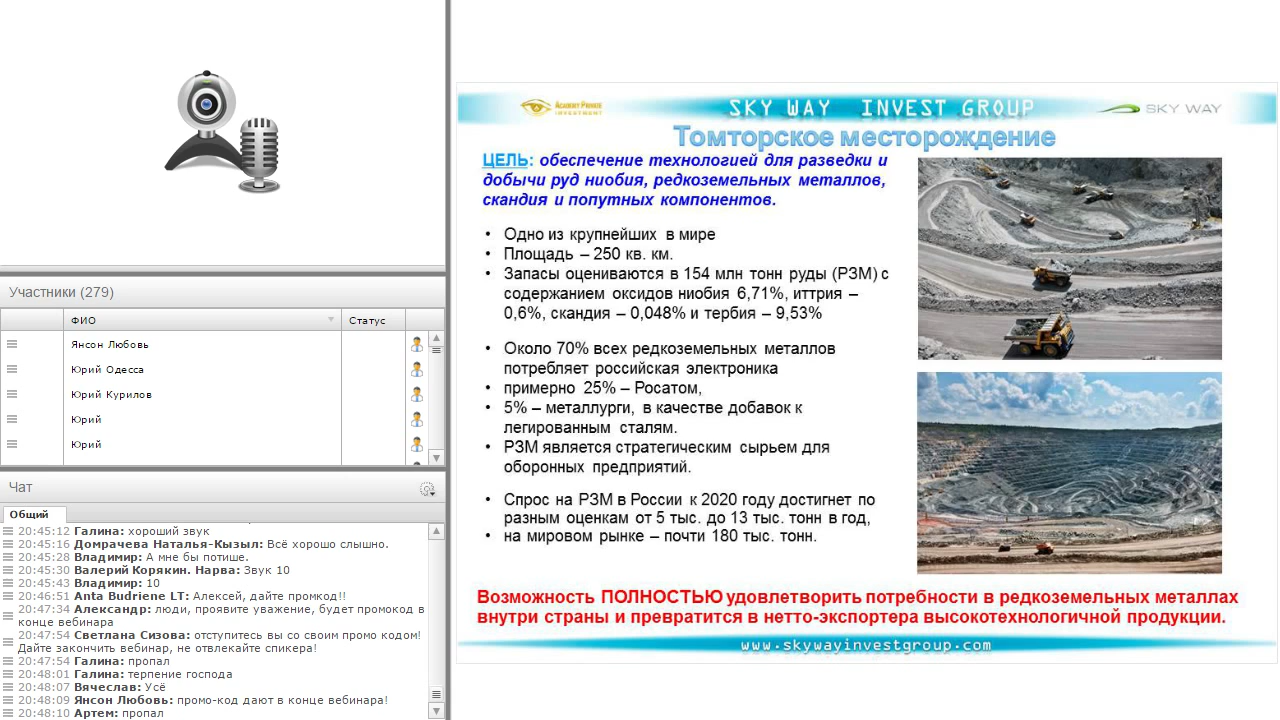 Участники (279)
ФИО
Статус
Янсон Любовь
Юрий Одесса
Юрий Курилов
Юрий
Юрий
Чат
Общий
20:45:12 Галина: хороший звук
20:45:16 Домрачева Наталья-Кызыл: Всё хорошо слышно.
20:45:28 Владимир: А мне бы потише.
20:45:30 Валерий Корякин. Нарва: Звук 10
20:45:43 Владимир: 10
20:46:51 Anta Budriene LT: Алексей, дайте промкод!!
20:47:34 Александр: люди, проявите уважение, будет промокод в
конце вебинара
20:47:54 Светлана Сизова: отступитесь вы со своим промо кодом!
Дайте закончить вебинар, не отвлекайте спикера!
20:47:54 Галина: пропал
20:48:01 Галина: терпение господа
20:48:07 Вячеслав: Усё
20:48:09 Янсон Любовь: промо-код дают в конце вебинара!
20:48:10 Артем: пропал
ACADEMY PRIVATE
INVESTMENT
SKY WAY INVEST GROUP
SKY WAY
Томторское месторождение
ЦЕЛЬ: обеспечение технологией для разведки и
добычи руд ниобия, редкоземельных металлов,
скандия и попутных компонентов.
• Одно из крупнейших в мире
• Площадь – 250 кв. км.
• Запасы оцениваются в 154 млн тонн руды (РЗМ) с
содержанием оксидов ниобия 6,71%, иттрия –
0,6%, скандия – 0,048% и тербия – 9,53%
• Около 70% всех редкоземельных металлов
потребляет российская электроника
• примерно 25% – Росатом,
• 5% – металлурги, в качестве добавок к
легированным сталям.
• РЗМ является стратегическим сырьем для
оборонных предприятий.
• Спрос на РЗМ в России к 2020 году достигнет по
разным оценкам от 5 тыс. до 13 тыс. тонн в год,
• на мировом рынке – почти 180 тыс. тонн.
Возможность ПОЛНОСТЬЮ удовлетворить потребности в редкоземельных металлах
внутри страны и превратится в нетто-экспортера высокотехнологичной продукции.
www.skywayinvestgroup.com